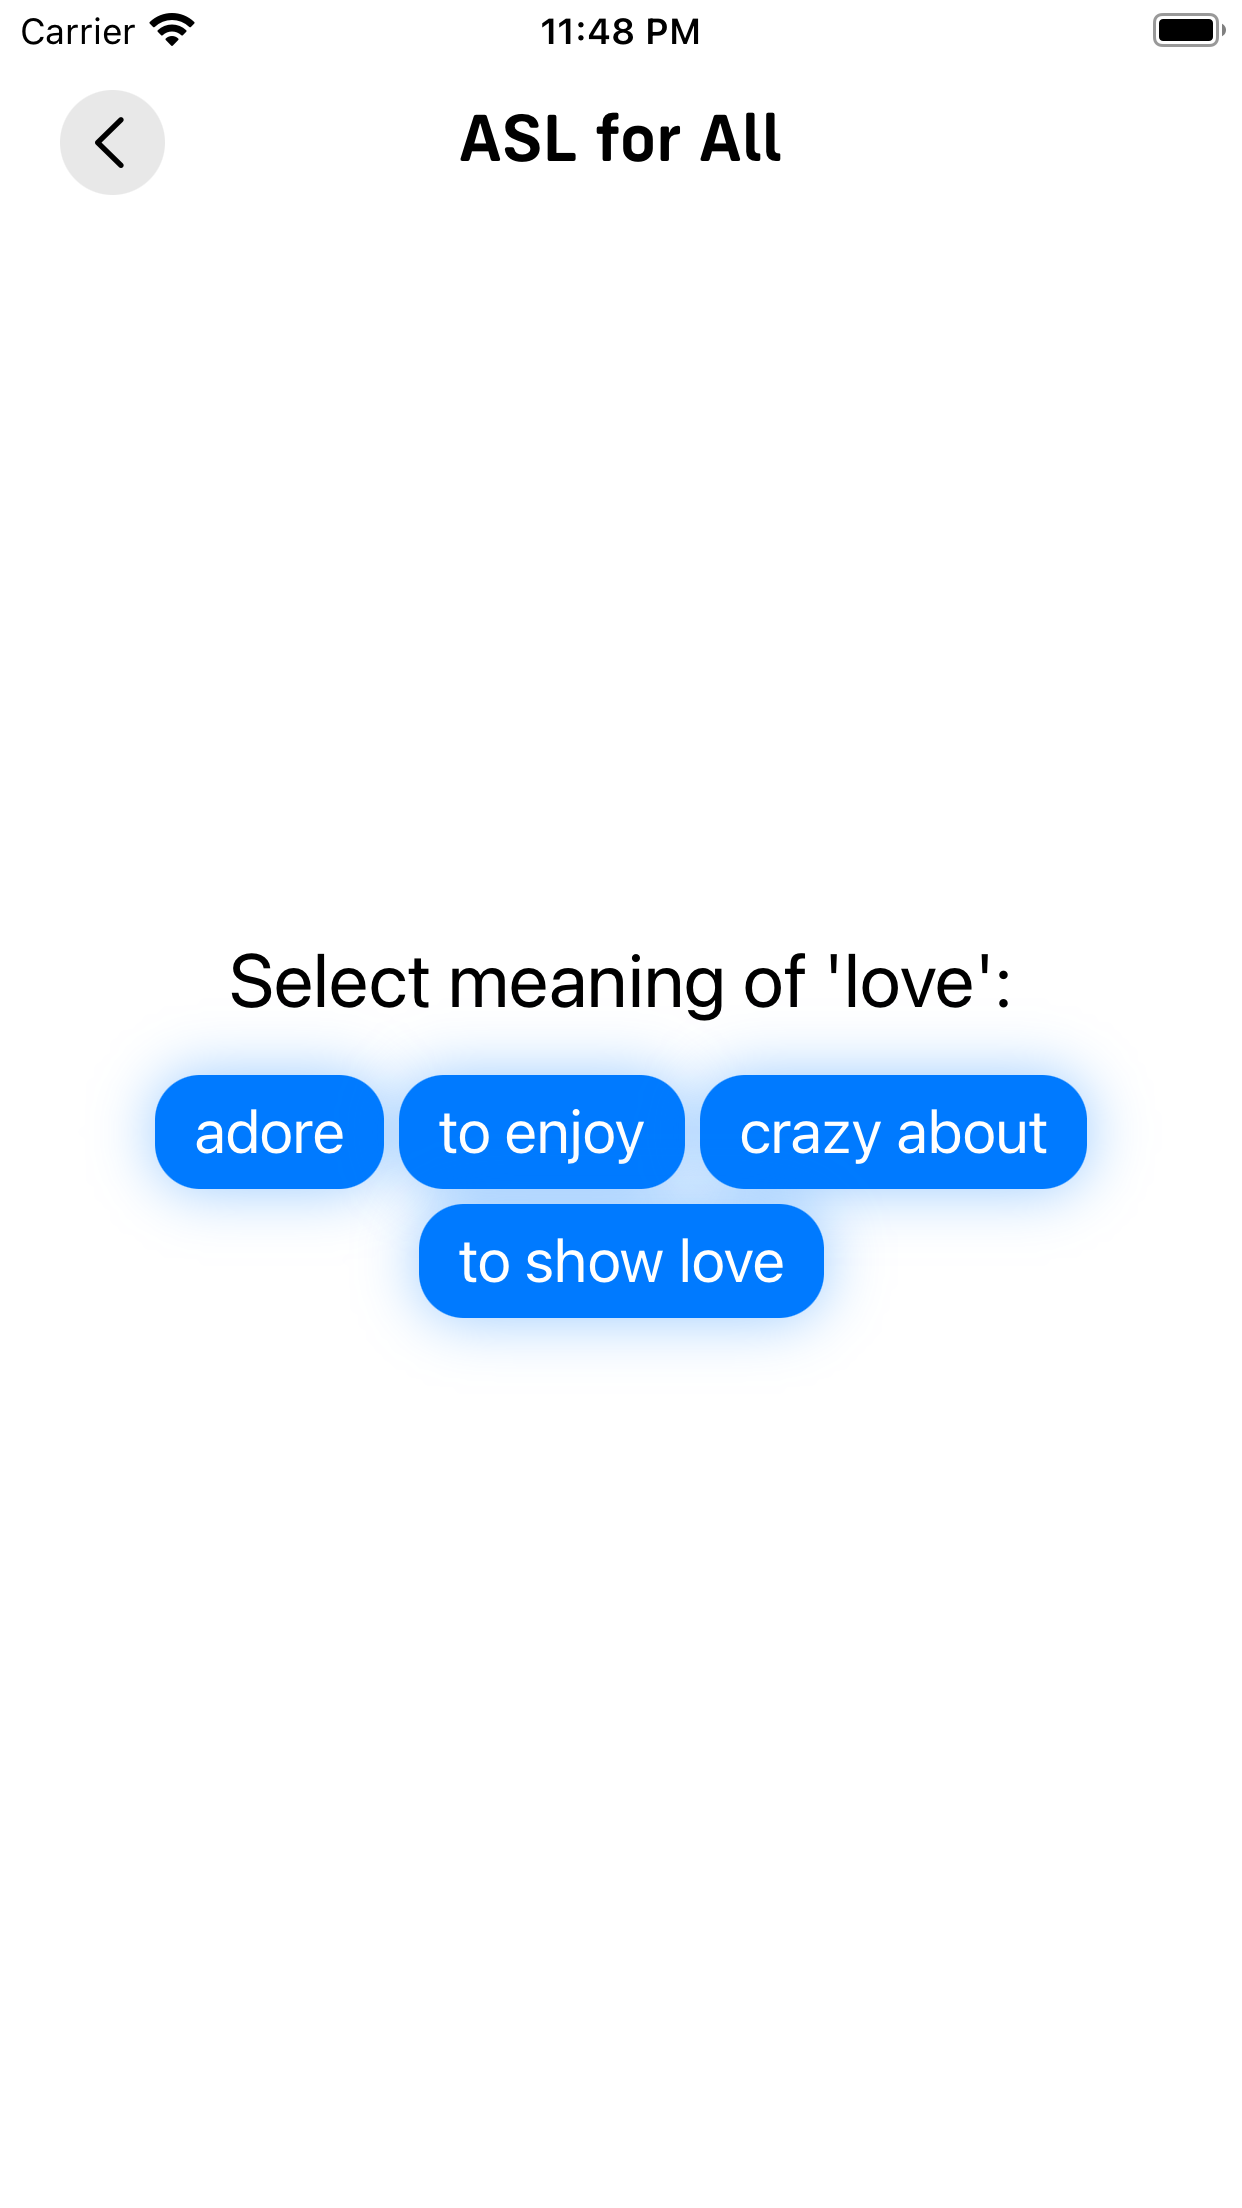 Carrier 11:48 PM
ASL for All
Select meaning of 'love':
adore to enjoy crazy about
to show love